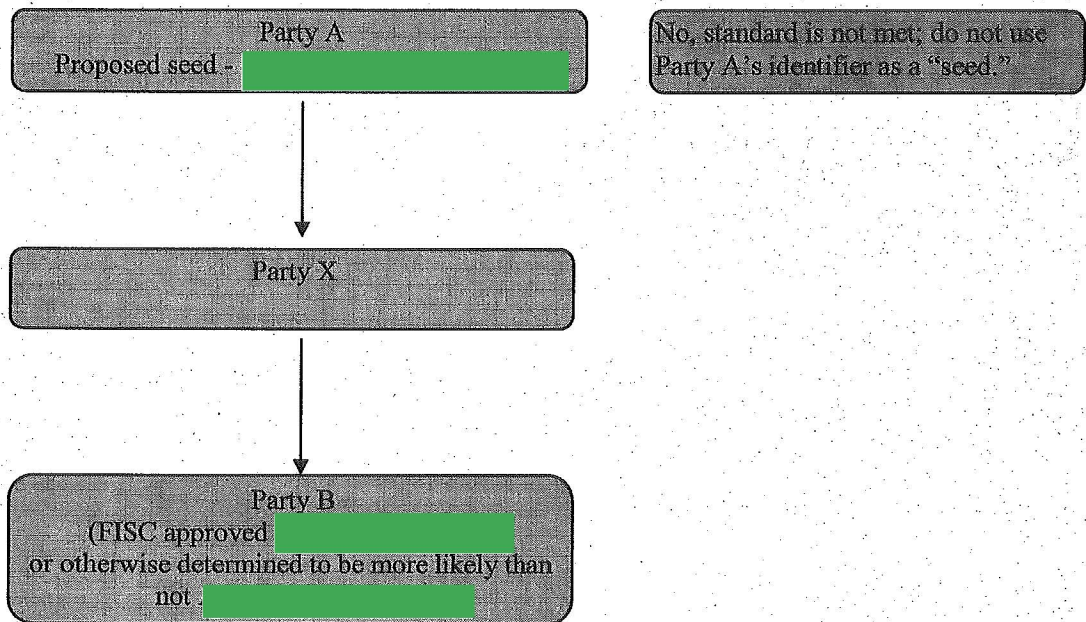 Party A
Proposed seed -
No, standard is not met; do not use
Party A's identifier as a “seed.”
Party X
Party B
(FISC approved
or otherwise determined to be more likely than
not